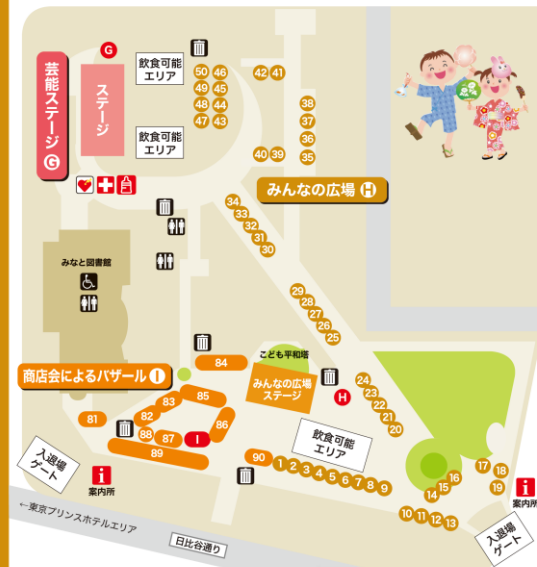 G
芸能ステージ G
ステージ
飲食可能
エリア
飲食可能
エリア
50 46
49 45
48 44
47 43
42 41
40 39
38
37
36
35
みんなの広場 H
34
33
32
31
30
29
28
27
26
25
みなと図書館
商店会によるバザール I
84
こども平和塔
みんなの広場
ステージ
H
24
23
22
21
20
81
82
83
85
86
88
87
I
89
90
飲食可能
エリア
1 2 3 4 5 6 7 8 9
10 11 12 13
14
15
16
17
18
19
入退場
ゲート
i
案内所
i
案内所
入退場
ゲート
←東京プリンスホテルエリア
日比谷通り